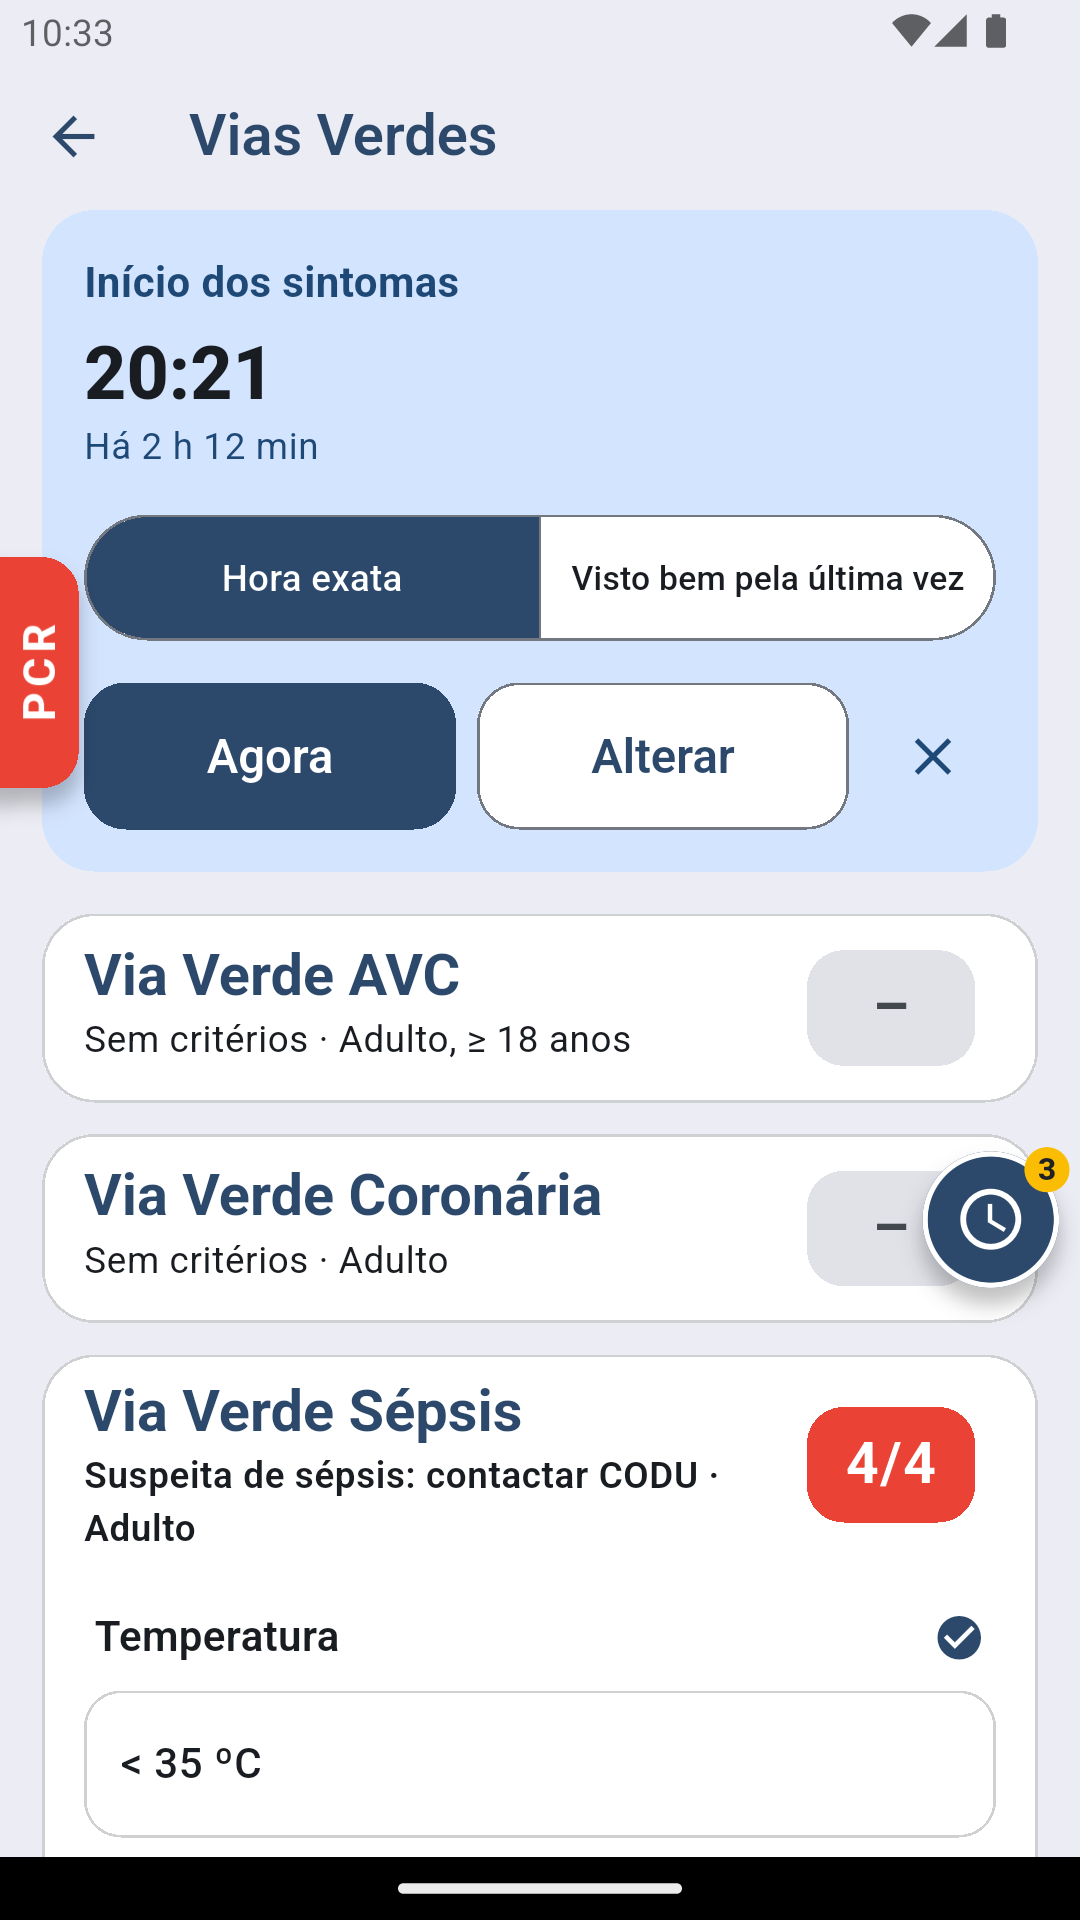 10:33
Vias Verdes
Início dos sintomas
20:21
Há 2 h 12 min
Hora exata
Visto bem pela última vez
PCR
Agora
Alterar
Via Verde AVC
Sem critérios · Adulto, ≥ 18 anos
–
Via Verde Coronária
Sem critérios · Adulto
–
3
Via Verde Sépsis
Suspeita de sépsis: contactar CODU ·
Adulto
4/4
Temperatura
< 35 ºC